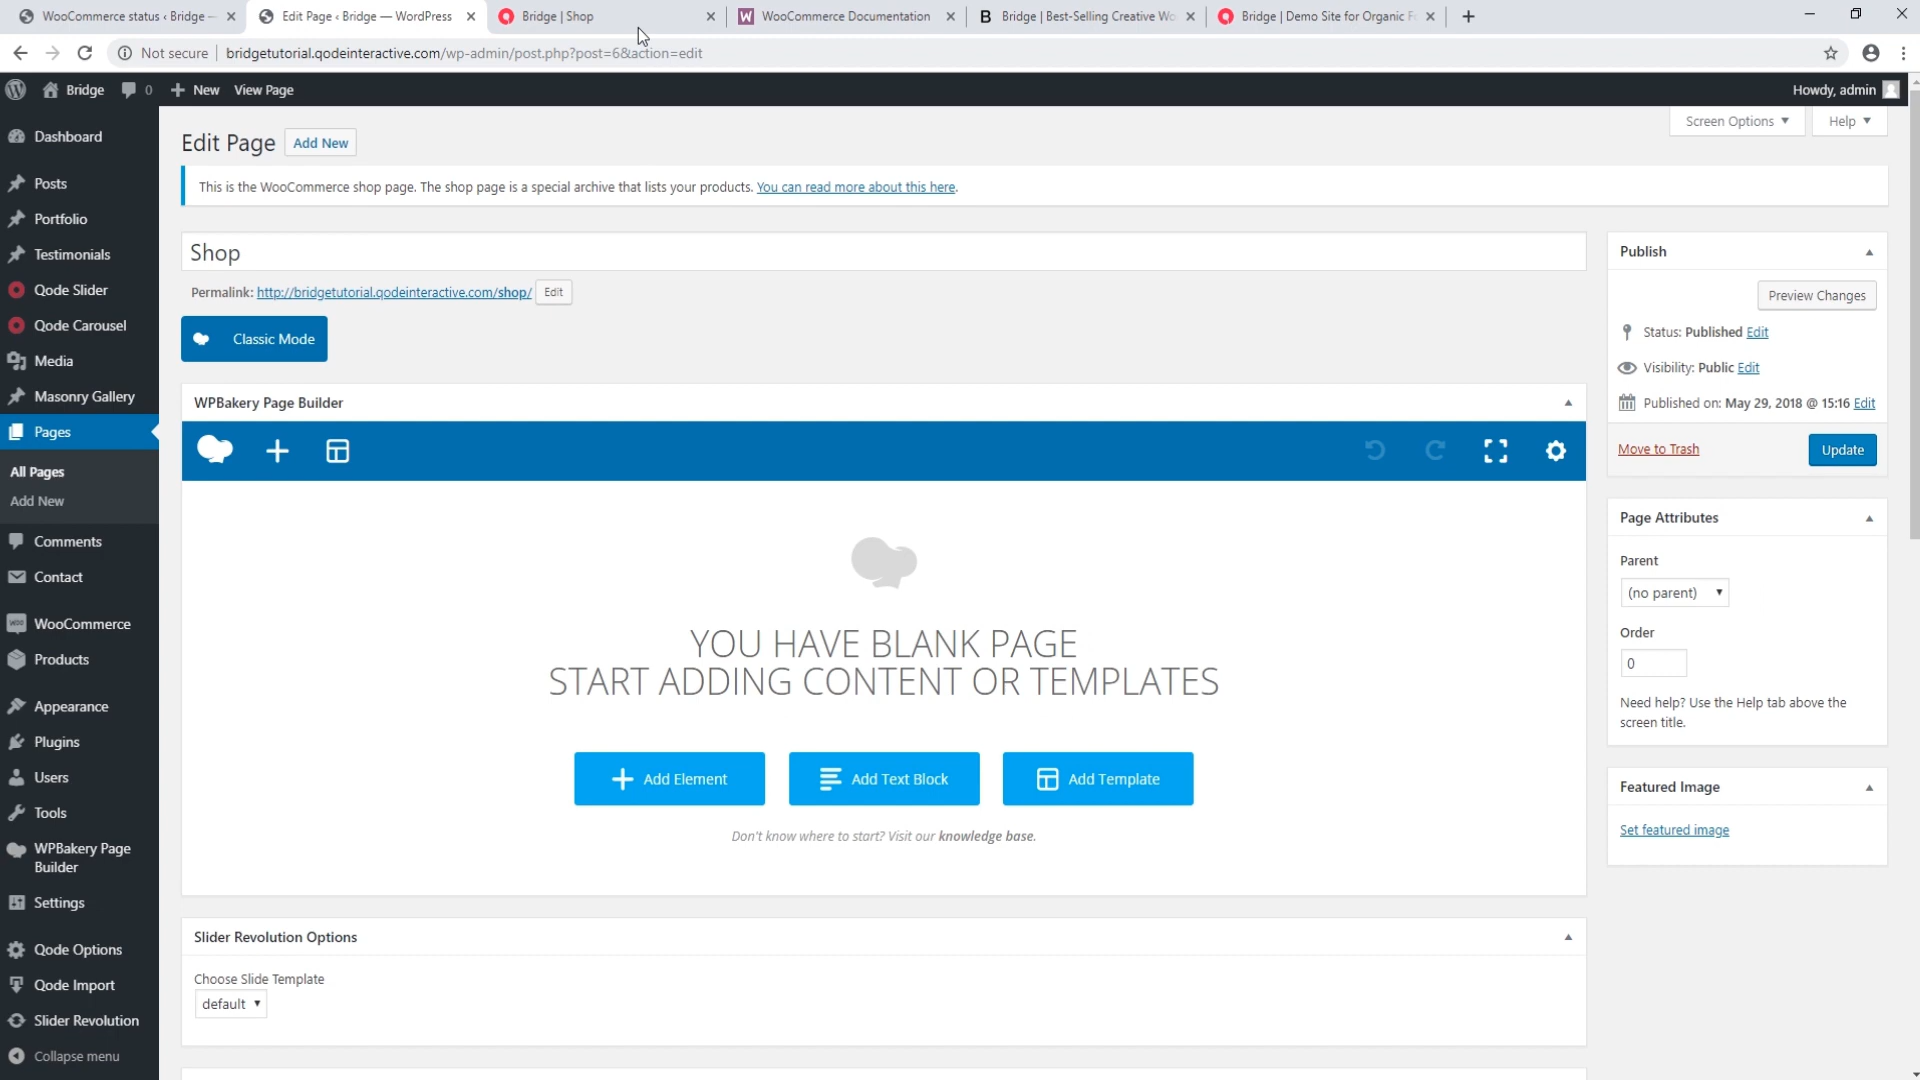 WooCommerce status ‹ Bridge —
Edit Page ‹ Bridge — WordPress
Bridge | Shop
WooCommerce Documentation
Bridge | Best-Selling Creative Wo
Bridge | Demo Site for Organic F
Not secure
bridgetutorial.qodeinteractive.com/wp-admin/post.php?post=6&action=edit
Bridge
0
New
View Page
Howdy, admin
Dashboard
Posts
Portfolio
Testimonials
Qode Slider
Qode Carousel
Media
Masonry Gallery
Pages
All Pages
Add New
Comments
Contact
WooCommerce
Products
Appearance
Plugins
Users
Tools
WPBakery Page
Builder
Settings
Qode Options
Qode Import
Slider Revolution
Collapse menu
Screen Options
Help
Edit Page
Add New
This is the WooCommerce shop page. The shop page is a special archive that lists your products. You can read more about this here.
Shop
Permalink: http://bridgetutorial.qodeinteractive.com/shop/
Edit
Classic Mode
WPBakery Page Builder
YOU HAVE BLANK PAGE
START ADDING CONTENT OR TEMPLATES
Add Element
Add Text Block
Add Template
Don't know where to start? Visit our knowledge base.
Slider Revolution Options
Choose Slide Template
default
Publish
Preview Changes
Status: Published Edit
Visibility: Public Edit
Published on: May 29, 2018 @ 15:16 Edit
Move to Trash
Update
Page Attributes
Parent
(no parent)
Order
0
Need help? Use the Help tab above the
screen title.
Featured Image
Set featured image